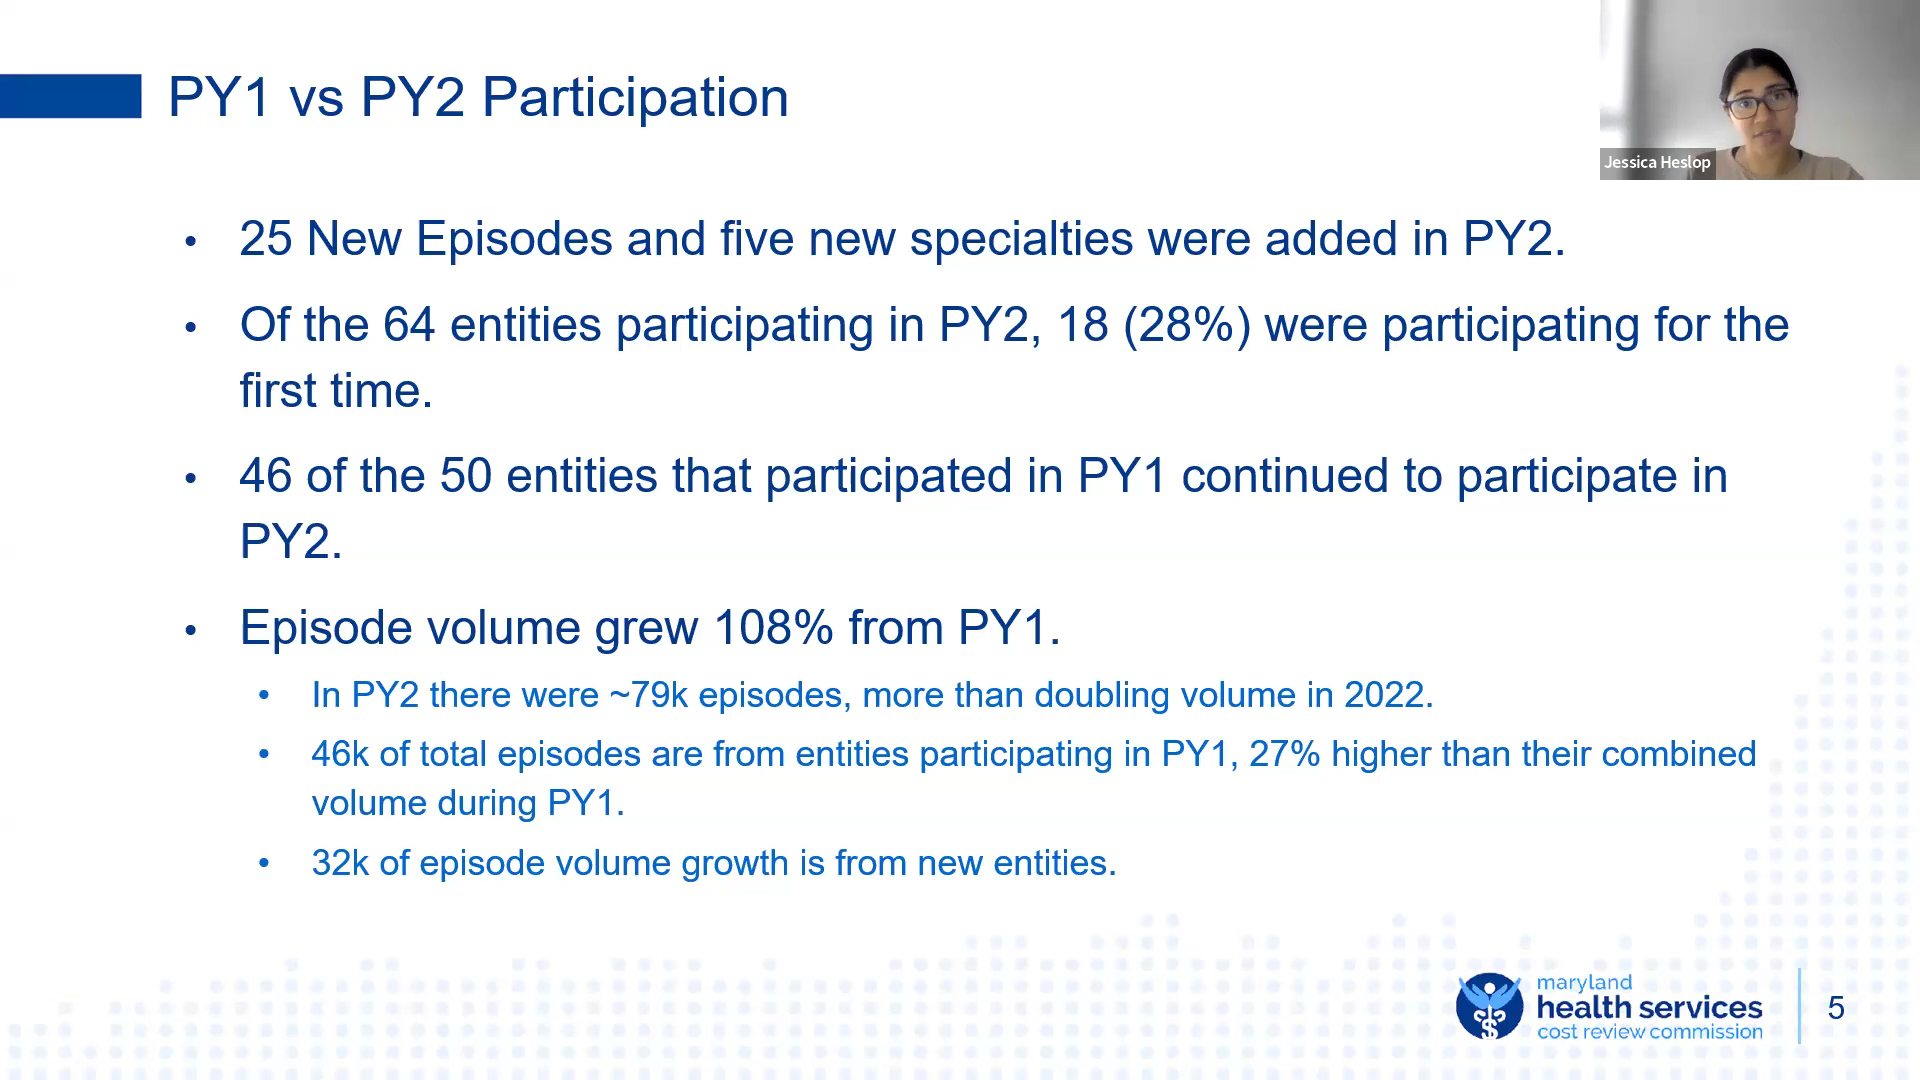 PY1 vs PY2 Participation
Jessica Heslop
• 25 New Episodes and five new specialties were added in PY2.
• Of the 64 entities participating in PY2, 18 (28%) were participating for the
first time.
• 46 of the 50 entities that participated in PY1 continued to participate in
PY2.
• Episode volume grew 108% from PY1.
• In PY2 there were ~79k episodes, more than doubling volume in 2022.
• 46k of total episodes are from entities participating in PY1, 27% higher than their combined
volume during PY1.
• 32k of episode volume growth is from new entities.
maryland
health services
cost review commission
5